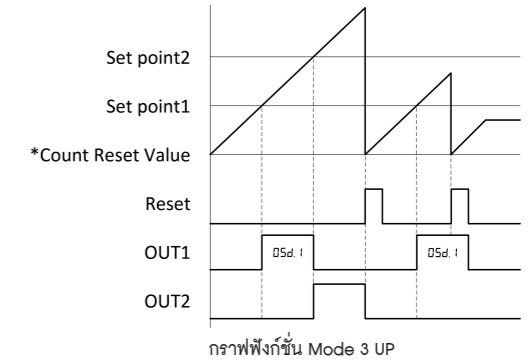 Set point2
Set point1
*Count Reset Value
Reset
OUT1
OSd.1
OSd.1
OUT2
กราฟฟังก์ชั่น Mode 3 UP